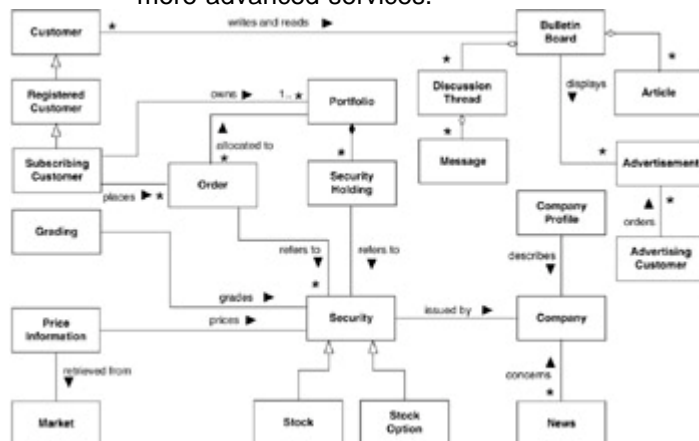 more advanced services.
Customer
*
writes and reads ►
Bulletin
Board
*
*
displays
▼
Registered
Customer
owns ►
1.. *
Portfolio
Discussion
Thread
Article
▲
allocated to
*
*
*
*
Subscribing
Customer
places ►
*
Order
Security
Holding
Message
Advertisement
*
▲
orders
Grading
Company
Profile
refers to
▼
refers to
▼
describes
▼
Advertising
Customer
*
grades ►
Price
Information
prices ►
Security
issued by ►
Company
retrieved from
▼
▲
concerns
*
Market
Stock
Stock
Option
News